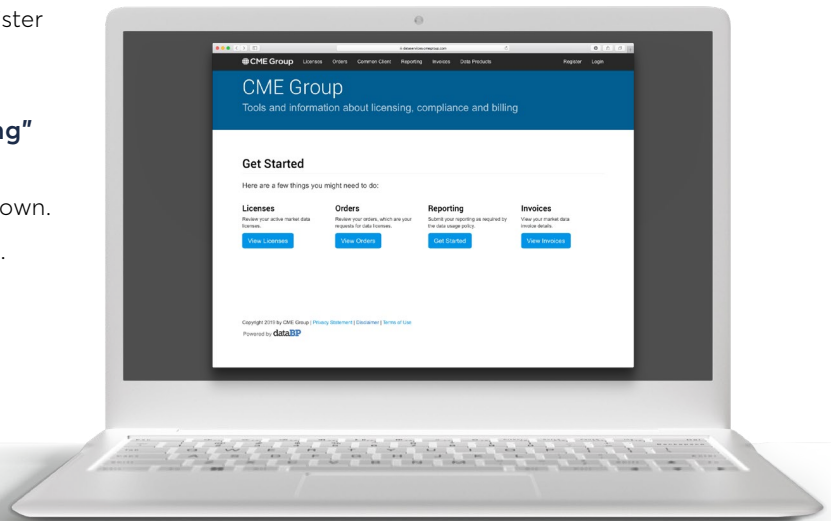 ster
ng"
own.
.
dataservices.cmegroup.com
CME Group Licenses Orders Common Client Reporting Invoices Data Products Register Login
CME Group
Tools and information about licensing, compliance and billing
Get Started
Here are a few things you might need to do:
Licenses
Review your active market data
licenses.
View Licenses
Orders
Review your orders, which are your
requests for data licenses.
View Orders
Reporting
Submit your reporting as required by
the data usage policy.
Get Started
Invoices
View your market data
invoice details.
View Invoices
Copyright 2019 by CME Group | Privacy Statement | Disclaimer | Terms of Use
Powered by dataBP